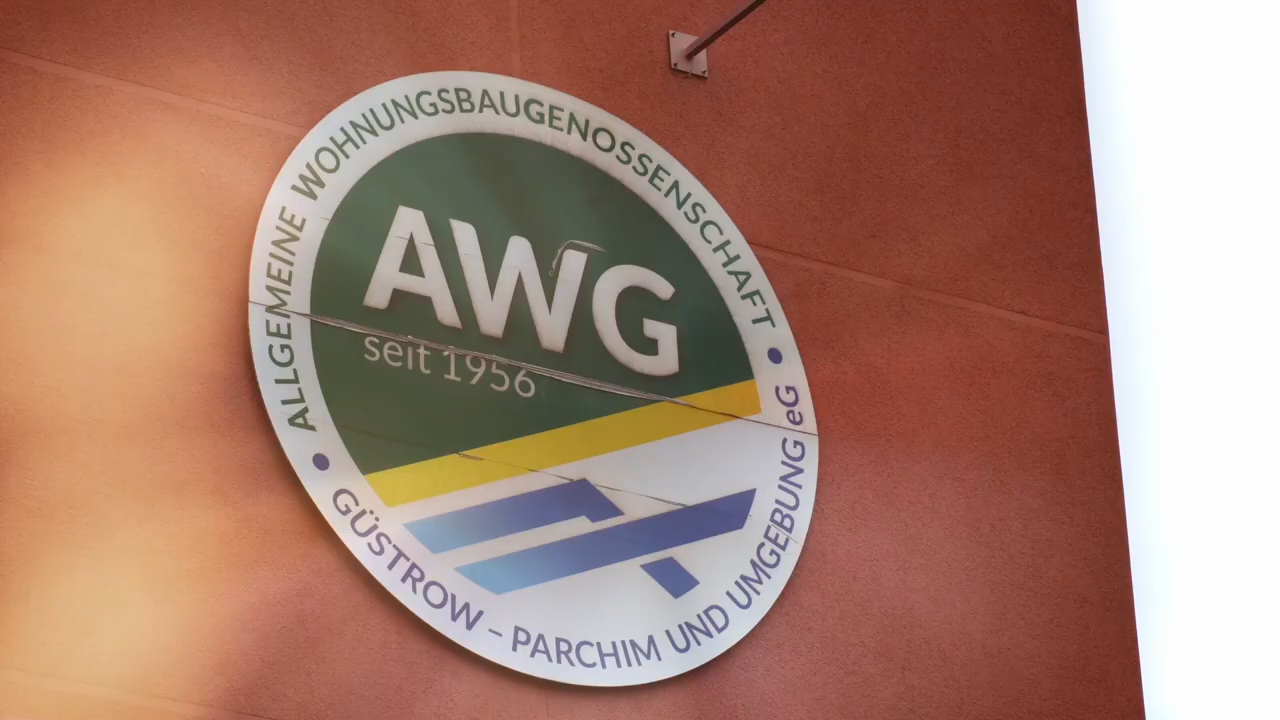 ALLGEMEINE WOHNUNGSBAUGENOSSENSCHAFT
AWG
seit 1956
• GÜSTROW – PARCHIM UND UMGEBUNG eG •